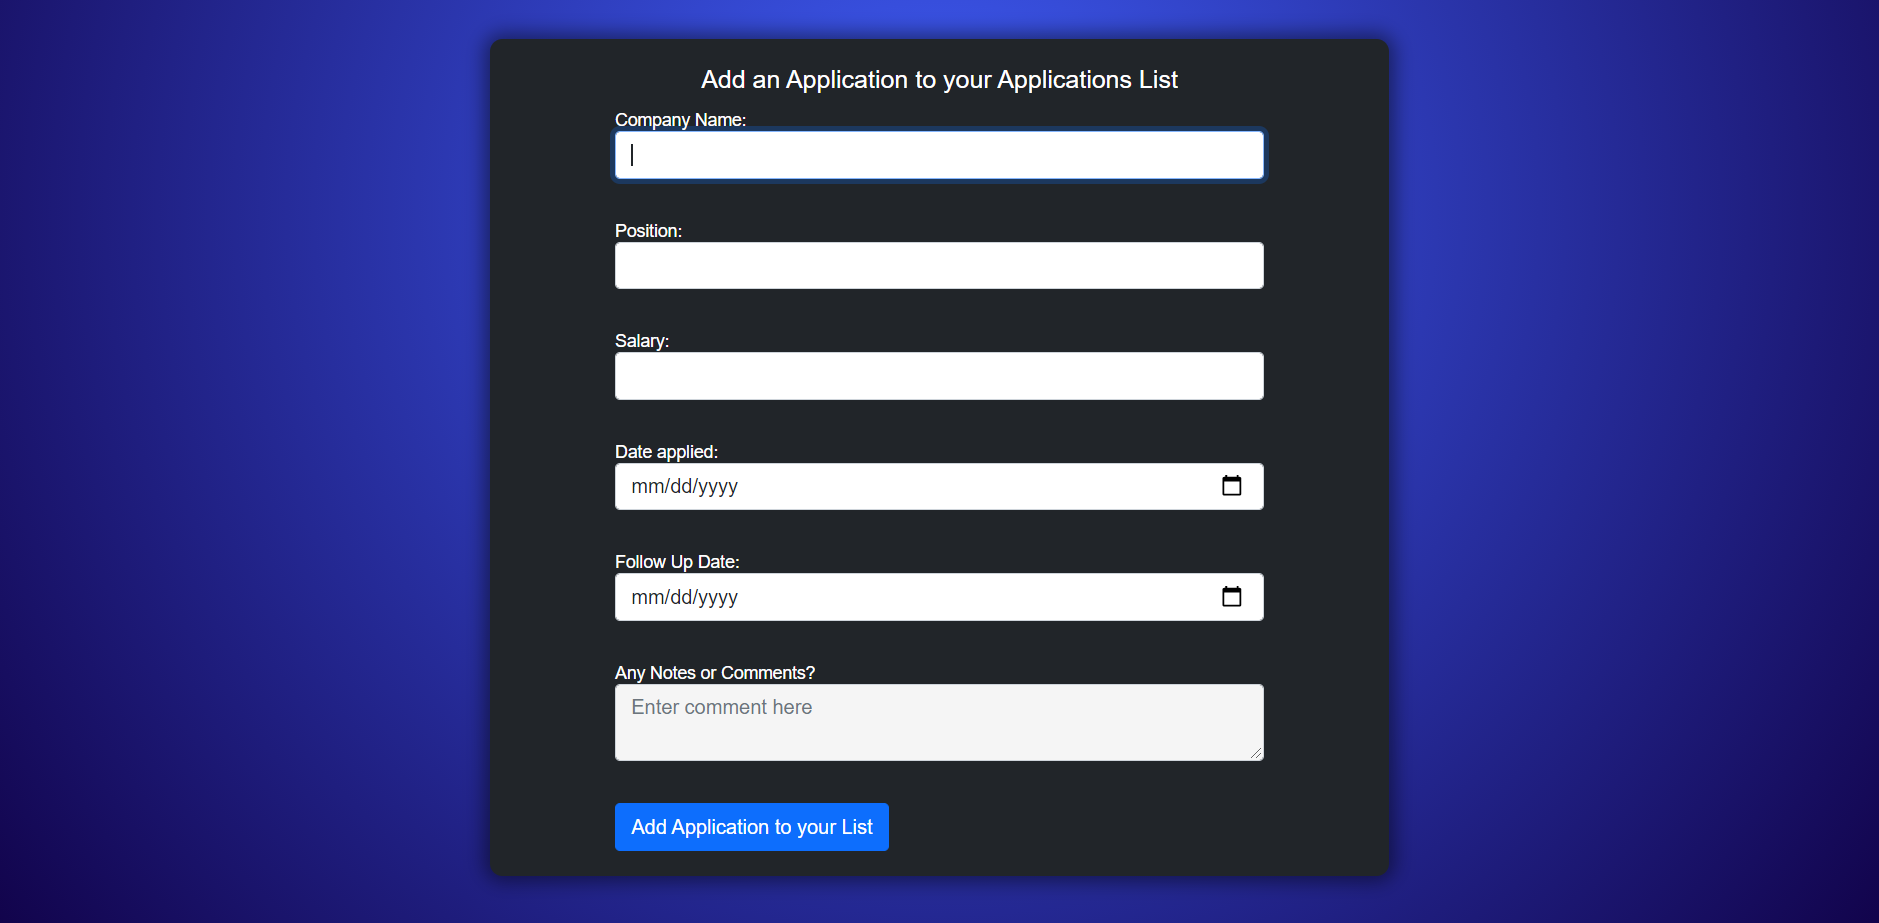 Add an Application to your Applications List
Company Name:
Position:
Salary:
Date applied:
mm/dd/yyyy
Follow Up Date:
mm/dd/yyyy
Any Notes or Comments?
Enter comment here
Add Application to your List